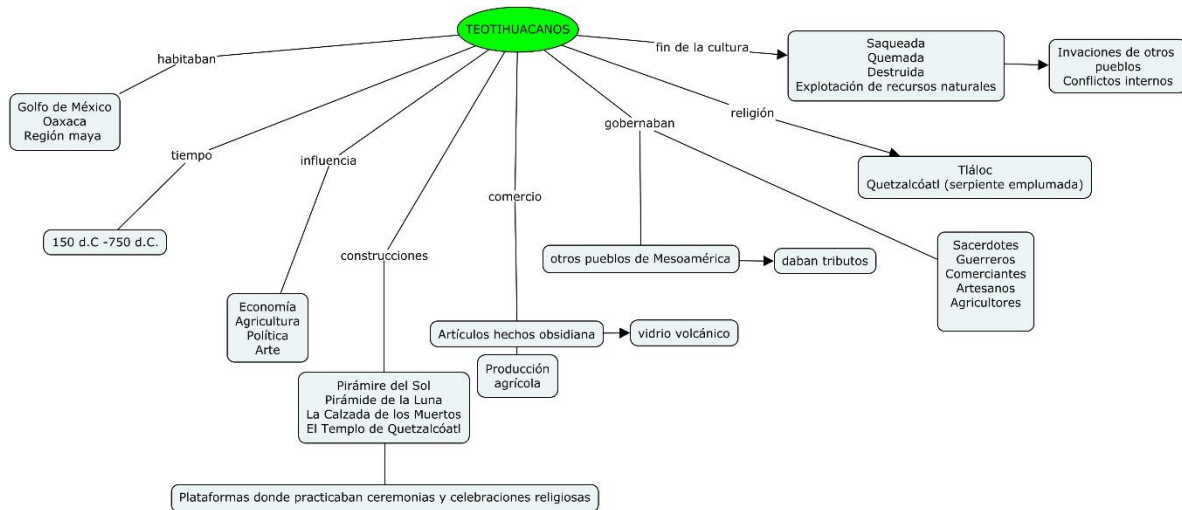 TEOTIHUACANOS
habitaban
Golfo de México
Oaxaca
Región maya
tiempo
150 d.C -750 d.C.
influencia
Economía
Agricultura
Política
Arte
construcciones
Pirámire del Sol
Pirámide de la Luna
La Calzada de los Muertos
El Templo de Quetzalcóatl
Plataformas donde practicaban ceremonias y celebraciones religiosas
comercio
Artículos hechos obsidiana
vidrio volcánico
Producción
agrícola
gobernaban
otros pueblos de Mesoamérica
daban tributos
Sacerdotes
Guerreros
Comerciantes
Artesanos
Agricultores
religión
Tláloc
Quetzalcóatl (serpiente emplumada)
fin de la cultura
Saqueada
Quemada
Destruida
Explotación de recursos naturales
Invaciones de otros
pueblos
Conflictos internos